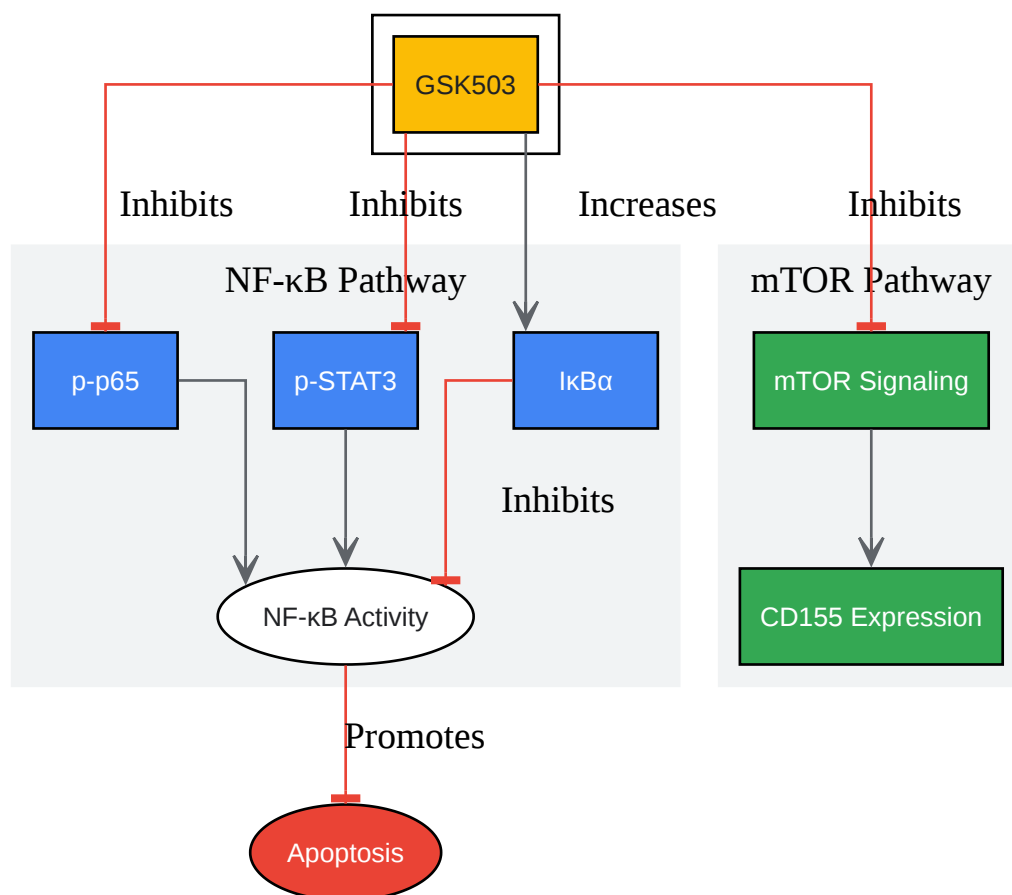 GSK503
Inhibits
Inhibits
Increases
Inhibits
NF-κB Pathway
mTOR Pathway
p-p65
p-STAT3
IκBα
mTOR Signaling
Inhibits
NF-κB Activity
CD155 Expression
Promotes
Apoptosis